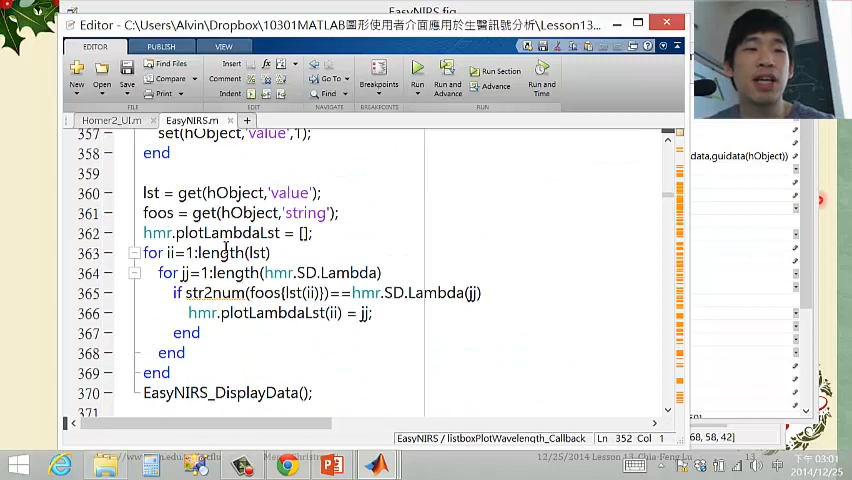 EasyNIRS.fig
Editor - C:\Users\Alvin\Dropbox\10301MATLAB圖形使用者介面應用於生醫訊號分析\Lesson13...
EDITOR PUBLISH VIEW
New Open Save Find Files Compare Print
Insert Comment Indent
Go To Find
Breakpoints Run Run and Advance Run Section Advance Run and Time
FILE EDIT NAVIGATE BREAKPOINTS RUN
Homer2_UI.m × EasyNIRS.m × +
357 set(hObject,'value',1);
358 end
359
360 lst = get(hObject,'value');
361 foos = get(hObject,'string');
362 hmr.plotLambdaLst = [];
363 for ii=1:length(lst)
364 for jj=1:length(hmr.SD.Lambda)
365 if str2num(foos{lst(ii)})==hmr.SD.Lambda(jj)
366 hmr.plotLambdaLst(ii) = jj;
367 end
368 end
369 end
370 EasyNIRS_DisplayData();
371
EasyNIRS / listboxPlotWavelength_Callback Ln 352 Col 1
data,guidata(hObject))
68, 58, 42]
12/25/2014 Lesson 13-Chia-Feng Lu 13
下午 03:01
2014/12/25